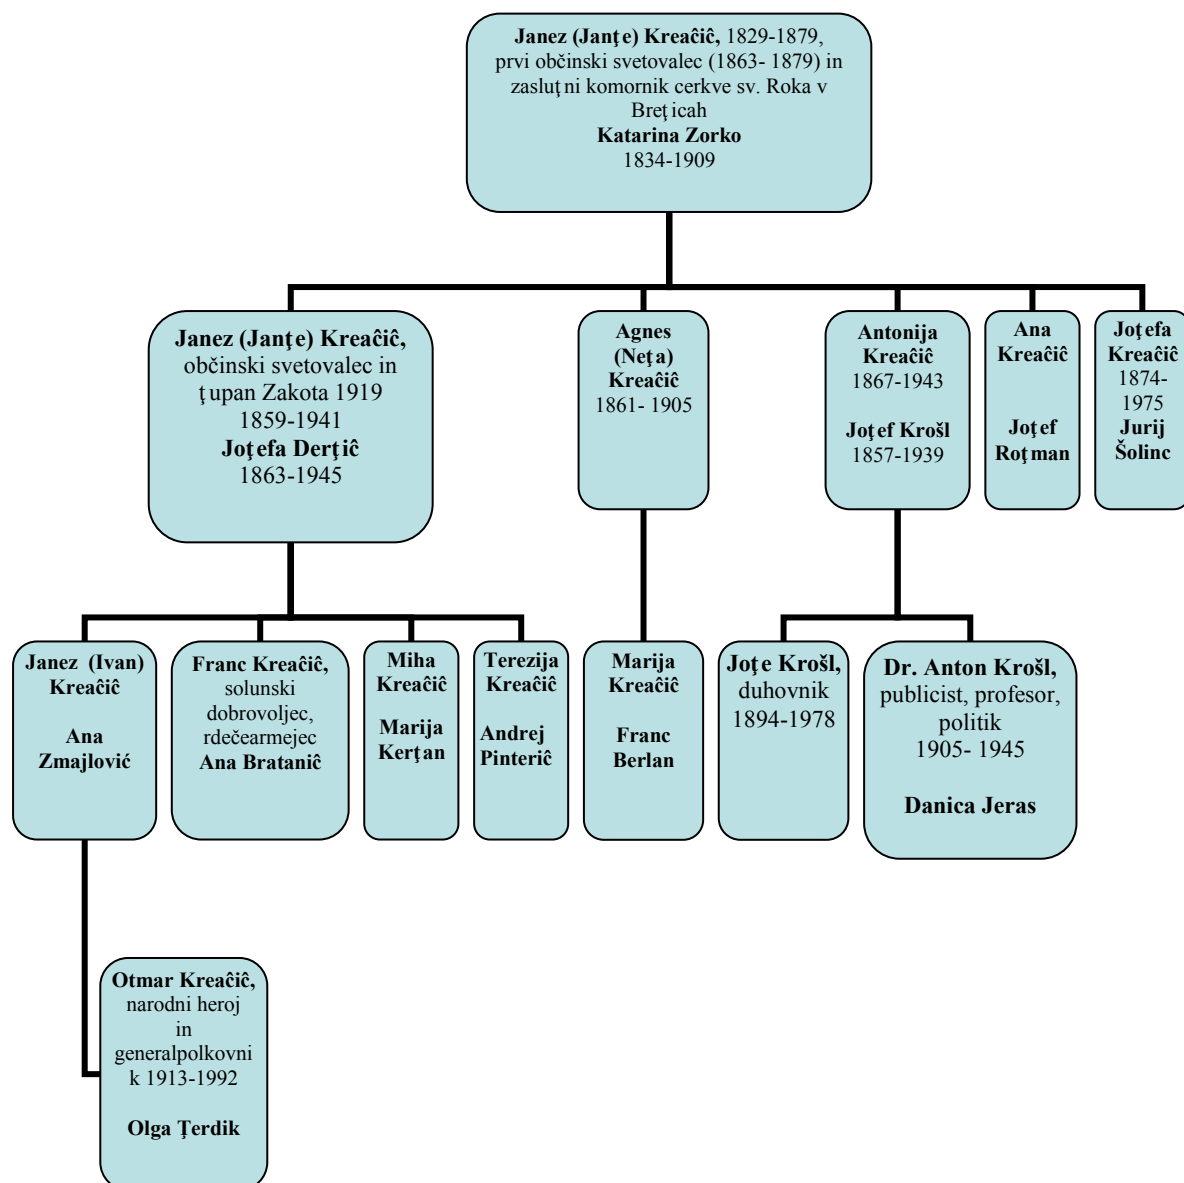 Janez (Janţe) Kreaĉiĉ, 1829-1879,
prvi občinski svetovalec (1863- 1879) in
zasluţni komornik cerkve sv. Roka v
Breţicah
Katarina Zorko
1834-1909
Janez (Janţe) Kreaĉiĉ,
občinski svetovalec in
ţupan Zakota 1919
1859-1941
Joţefa Derţiĉ
1863-1945
Agnes
(Neţa)
Kreaĉiĉ
1861- 1905
Antonija
Kreaĉiĉ
1867-1943
Joţef Krošl
1857-1939
Ana
Kreaĉiĉ
Joţef
Roţman
Joţefa
Kreaĉiĉ
1874-
1975
Jurij
Šolinc
Janez (Ivan)
Kreaĉiĉ
Ana
Zmajlović
Franc Kreaĉiĉ,
solunski
dobrovoljec,
rdečearmejec
Ana Brataniĉ
Miha
Kreaĉiĉ
Marija
Kerţan
Terezija
Kreaĉiĉ
Andrej
Pinteriĉ
Marija
Kreaĉiĉ
Franc
Berlan
Joţe Krošl,
duhovnik
1894-1978
Dr. Anton Krošl,
publicist, profesor,
politik
1905- 1945
Danica Jeras
Otmar Kreaĉiĉ,
narodni heroj
in
generalpolkovni
k 1913-1992
Olga Ţerdik